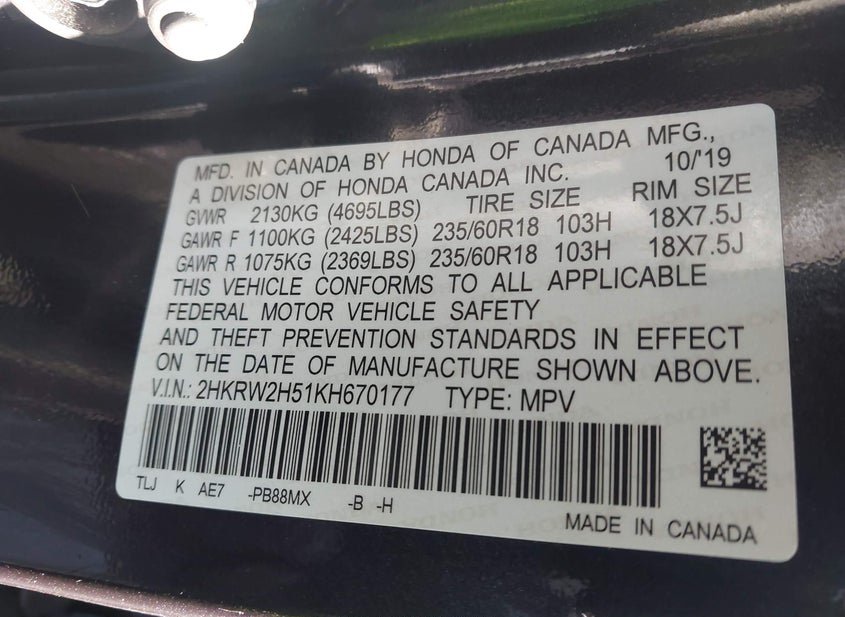 MFD. IN CANADA BY HONDA OF CANADA MFG.,
A DIVISION OF HONDA CANADA INC. 10/'19
GVWR 2130KG (4695LBS) TIRE SIZE RIM SIZE
GAWR F 1100KG (2425LBS) 235/60R18 103H 18X7.5J
GAWR R 1075KG (2369LBS) 235/60R18 103H 18X7.5J
THIS VEHICLE CONFORMS TO ALL APPLICABLE
FEDERAL MOTOR VEHICLE SAFETY
AND THEFT PREVENTION STANDARDS IN EFFECT
ON THE DATE OF MANUFACTURE SHOWN ABOVE.
V.I.N.: 2HKRW2H51KH670177 TYPE: MPV
TLJ K AE7 -PB88MX -B -H
MADE IN CANADA